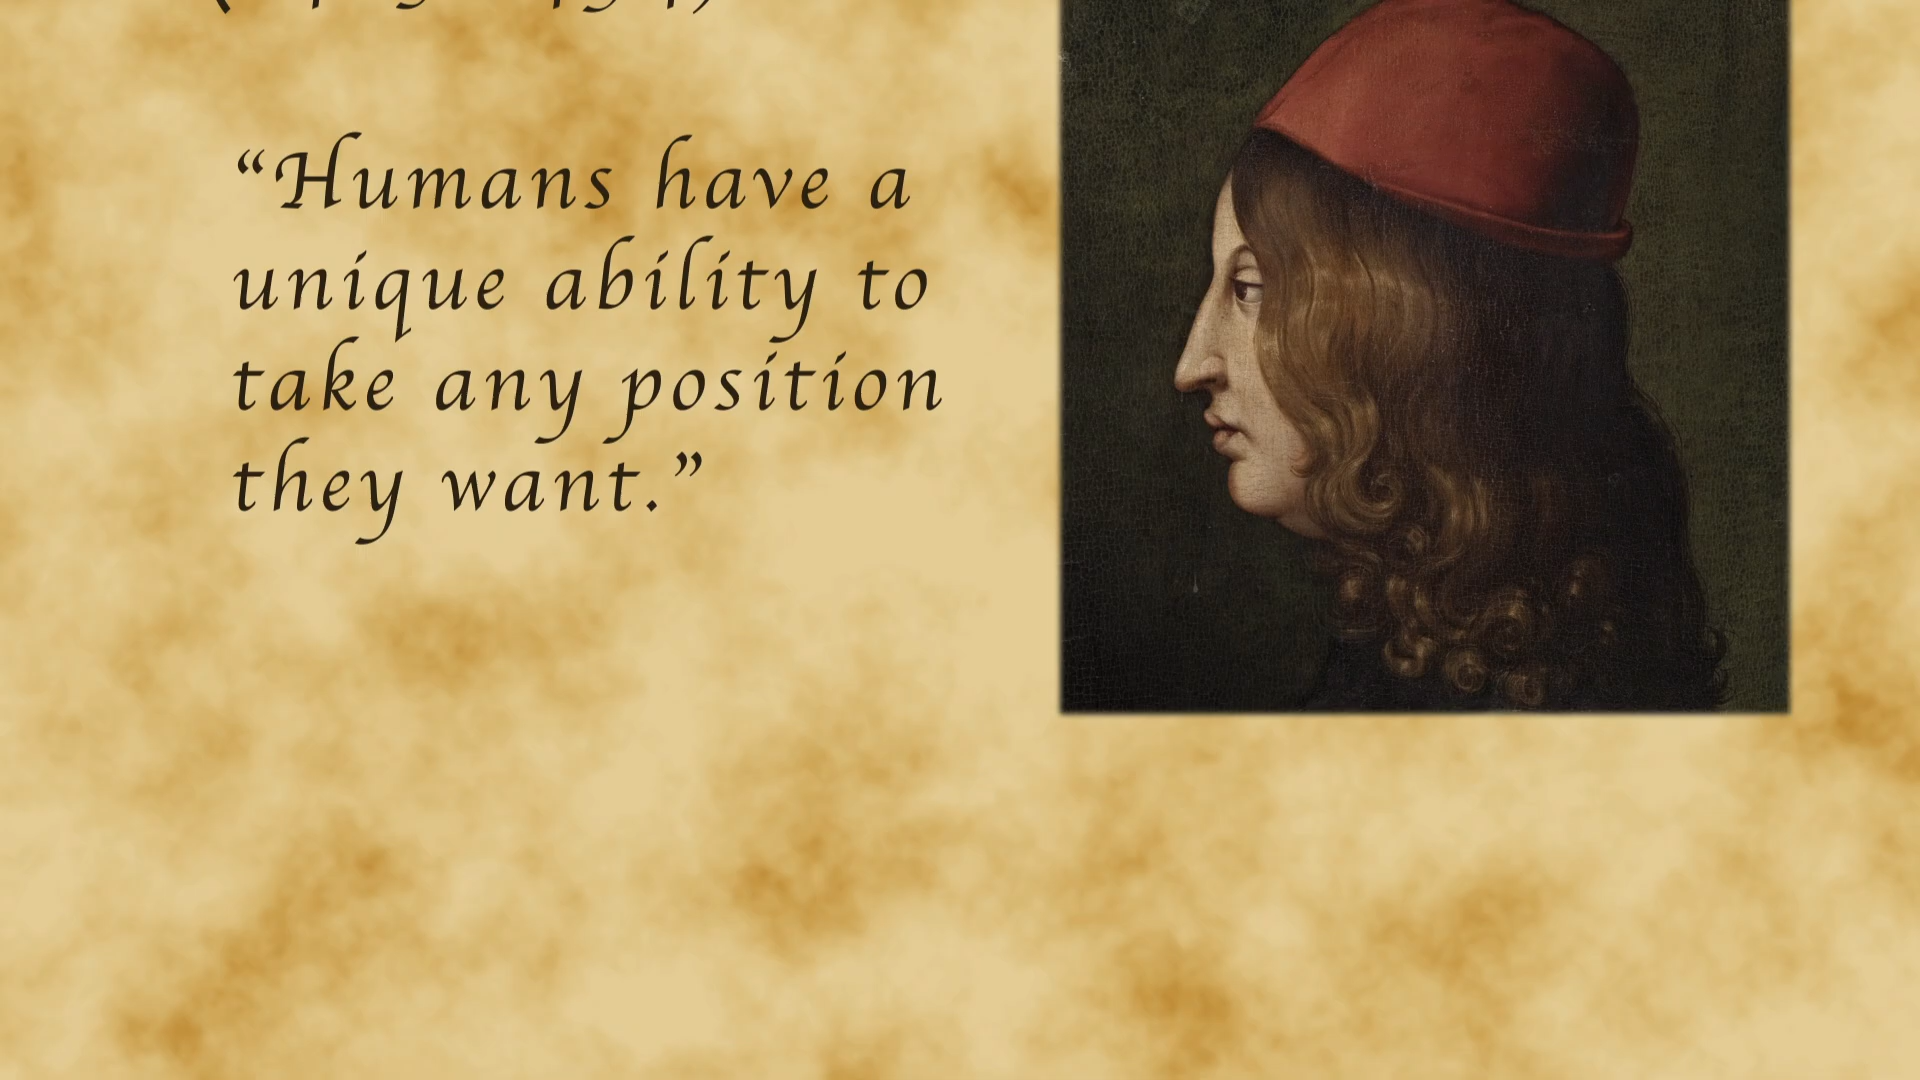 “Humans have a
unique ability to
take any position
they want.”